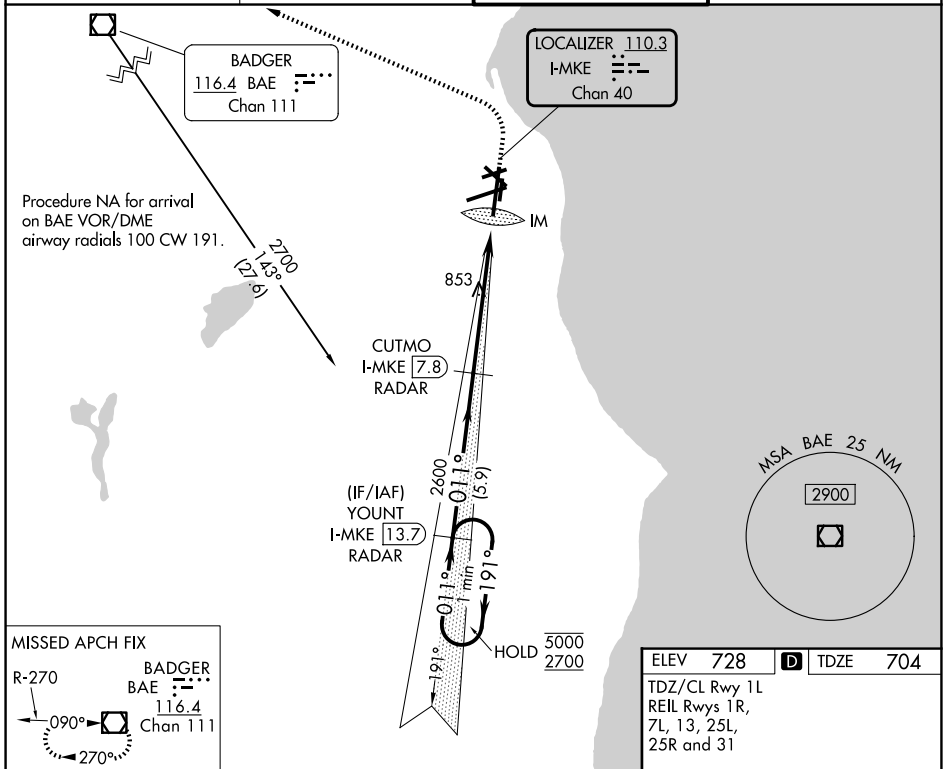 BADGER
116.4 BAE
Chan 111
LOCALIZER 110.3
I-MKE
Chan 40
Procedure NA for arrival
on BAE VOR/DME
airway radials 100 CW 191.
2700
143°
(27.6)
IM
853
CUTMO
I-MKE 7.8
RADAR
2600
011°
(5.9)
(IF/IAF)
YOUNT
I-MKE 13.7
RADAR
011°
1 min
191°
191°
HOLD 5000
2700
MSA BAE 25 NM
2900
MISSED APCH FIX
R-270
BADGER
BAE
116.4
Chan 111
090°
270°
ELEV 728 D TDZE 704
TDZ/CL Rwy 1L
REIL Rwys 1R,
7L, 13, 25L,
25R and 31